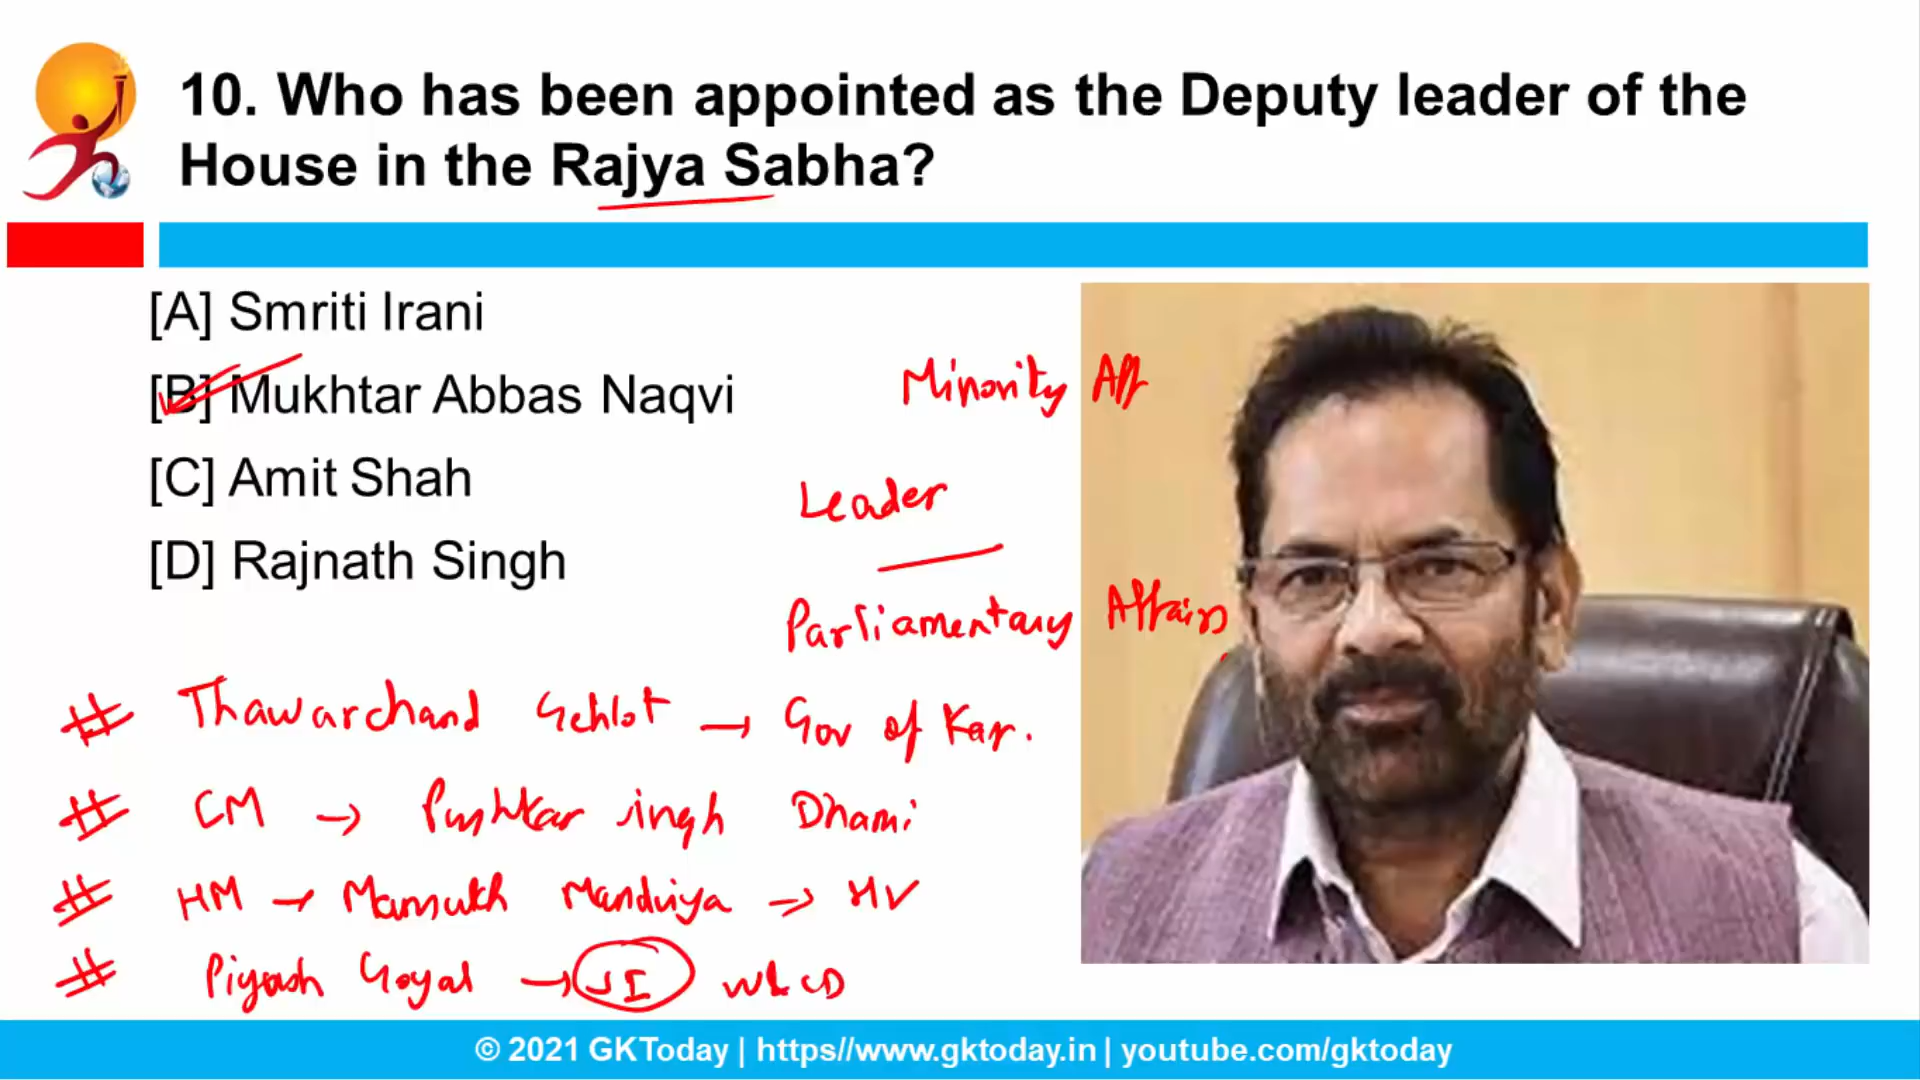 10. Who has been appointed as the Deputy leader of the
House in the Rajya Sabha?
[A] Smriti Irani
[B] Mukhtar Abbas Naqvi
Minority Aff
[C] Amit Shah
Leader
[D] Rajnath Singh
Parliamentary Affairs
# Thawarchand Gehlot → Gov of Kar.
# CM → Pushkar singh Dhami
# HM → Mansukh Mandviya →
# Piyush Goyal →
© 2021 GKToday | https//www.gktoday.in | youtube.com/gktoday